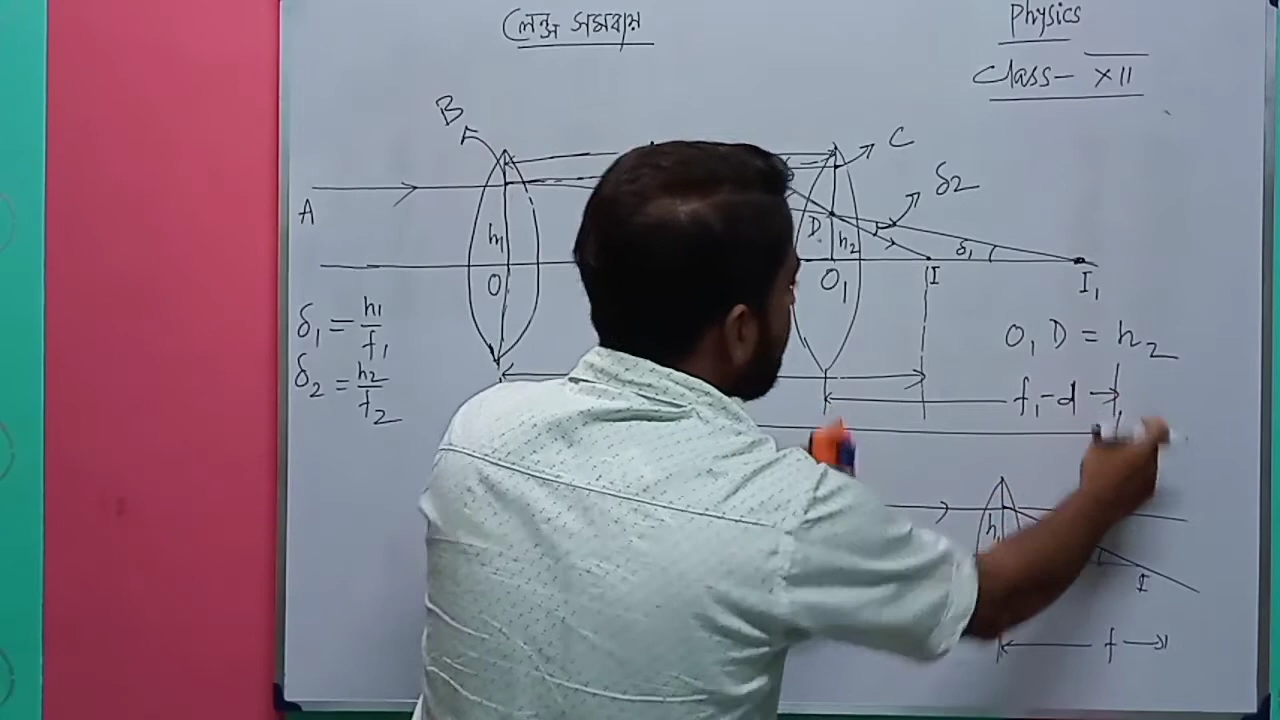 লেন্স সমবায়
Physics
Class- XII
B
C
δ2
A
h1
D
h2
δ1
O
O1
I
I1
δ1 = h1/f1
δ2 = h2/f2
O1 D = h2
f1-d
h1
I
f